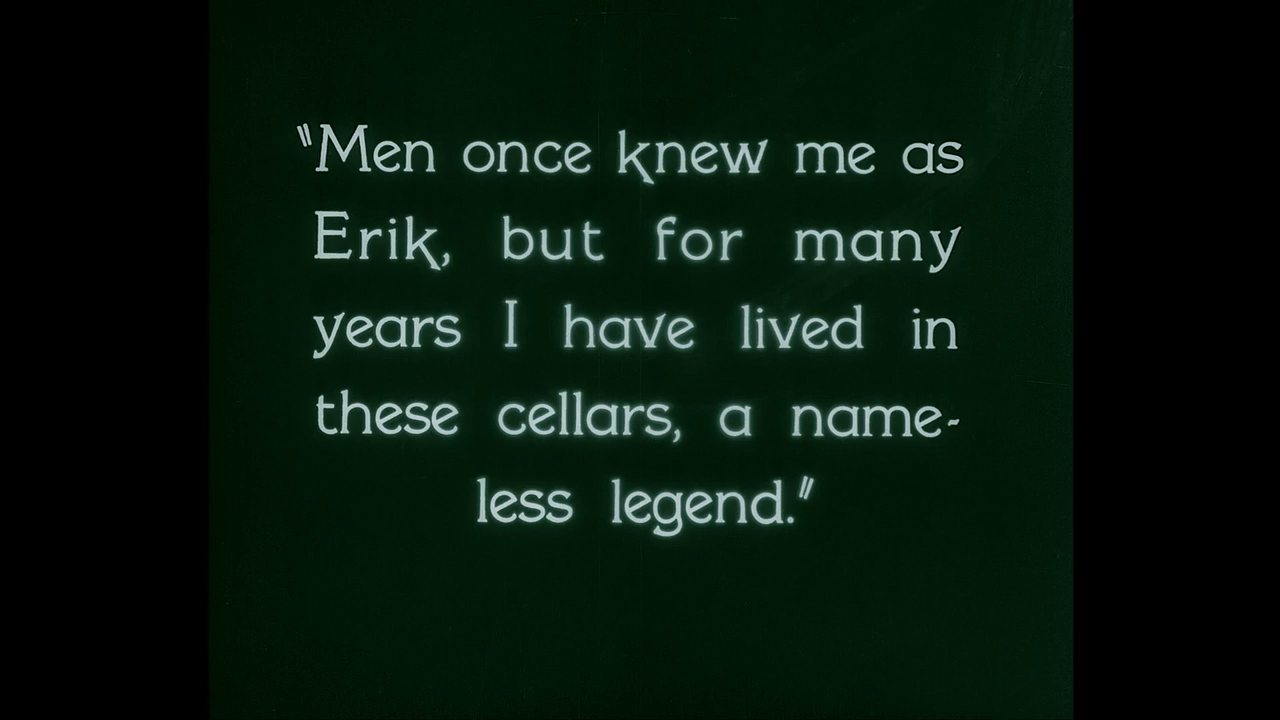 "Men once knew me as
Erik, but for many
years I have lived in
these cellars, a name-
less legend."